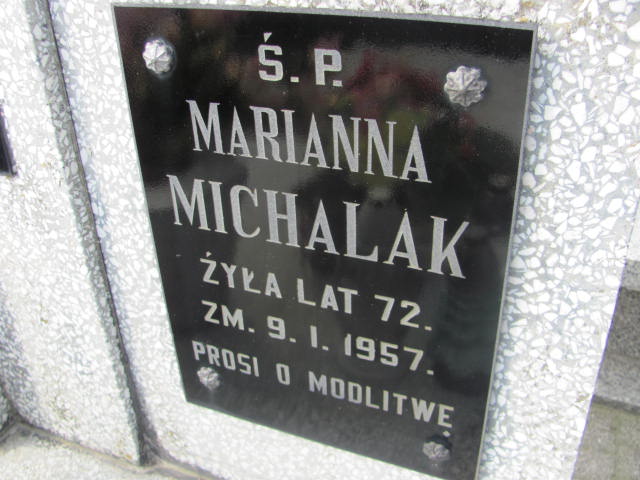 Ś.P.
MARIANNA
MICHALAK
ŻYŁA LAT 72.
ZM. 9. I. 1957.
PROSI O MODLITWĘ